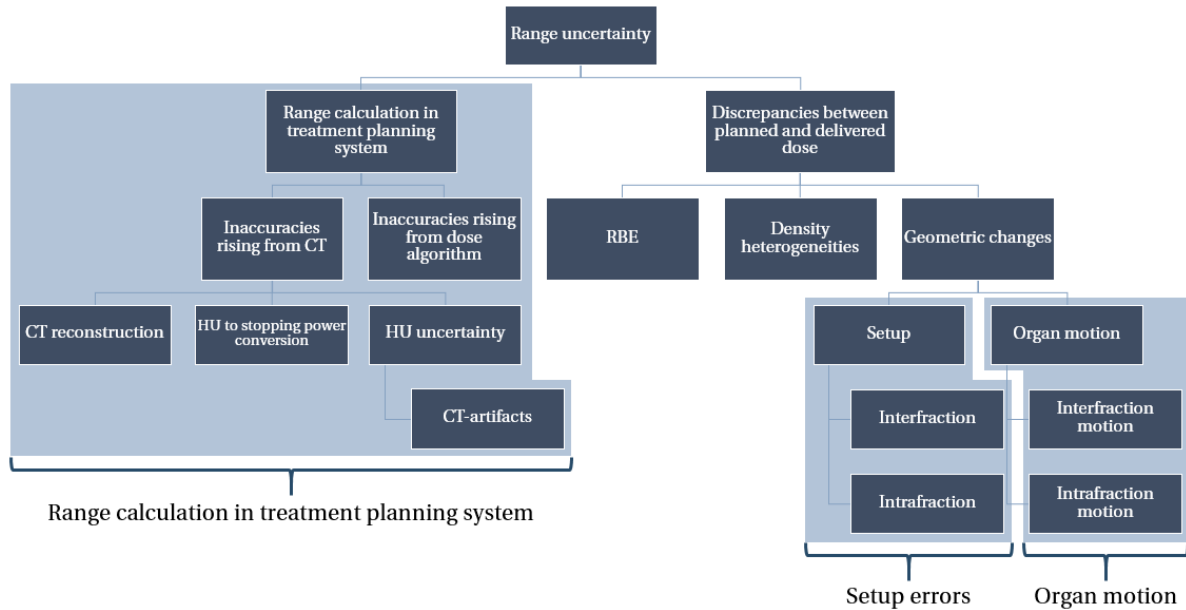 Range uncertainty
Range calculation in
treatment planning
system
Discrepancies between
planned and delivered
dose
Inaccuracies
rising from CT
Inaccuracies rising
from dose
algorithm
RBE
Density
heterogeneities
Geometric changes
CT reconstruction
HU to stopping power
conversion
HU uncertainty
Setup
Organ motion
CT-artifacts
Interfraction
Interfraction
motion
Intrafraction
Intrafraction
motion
Range calculation in treatment planning system
Setup errors
Organ motion